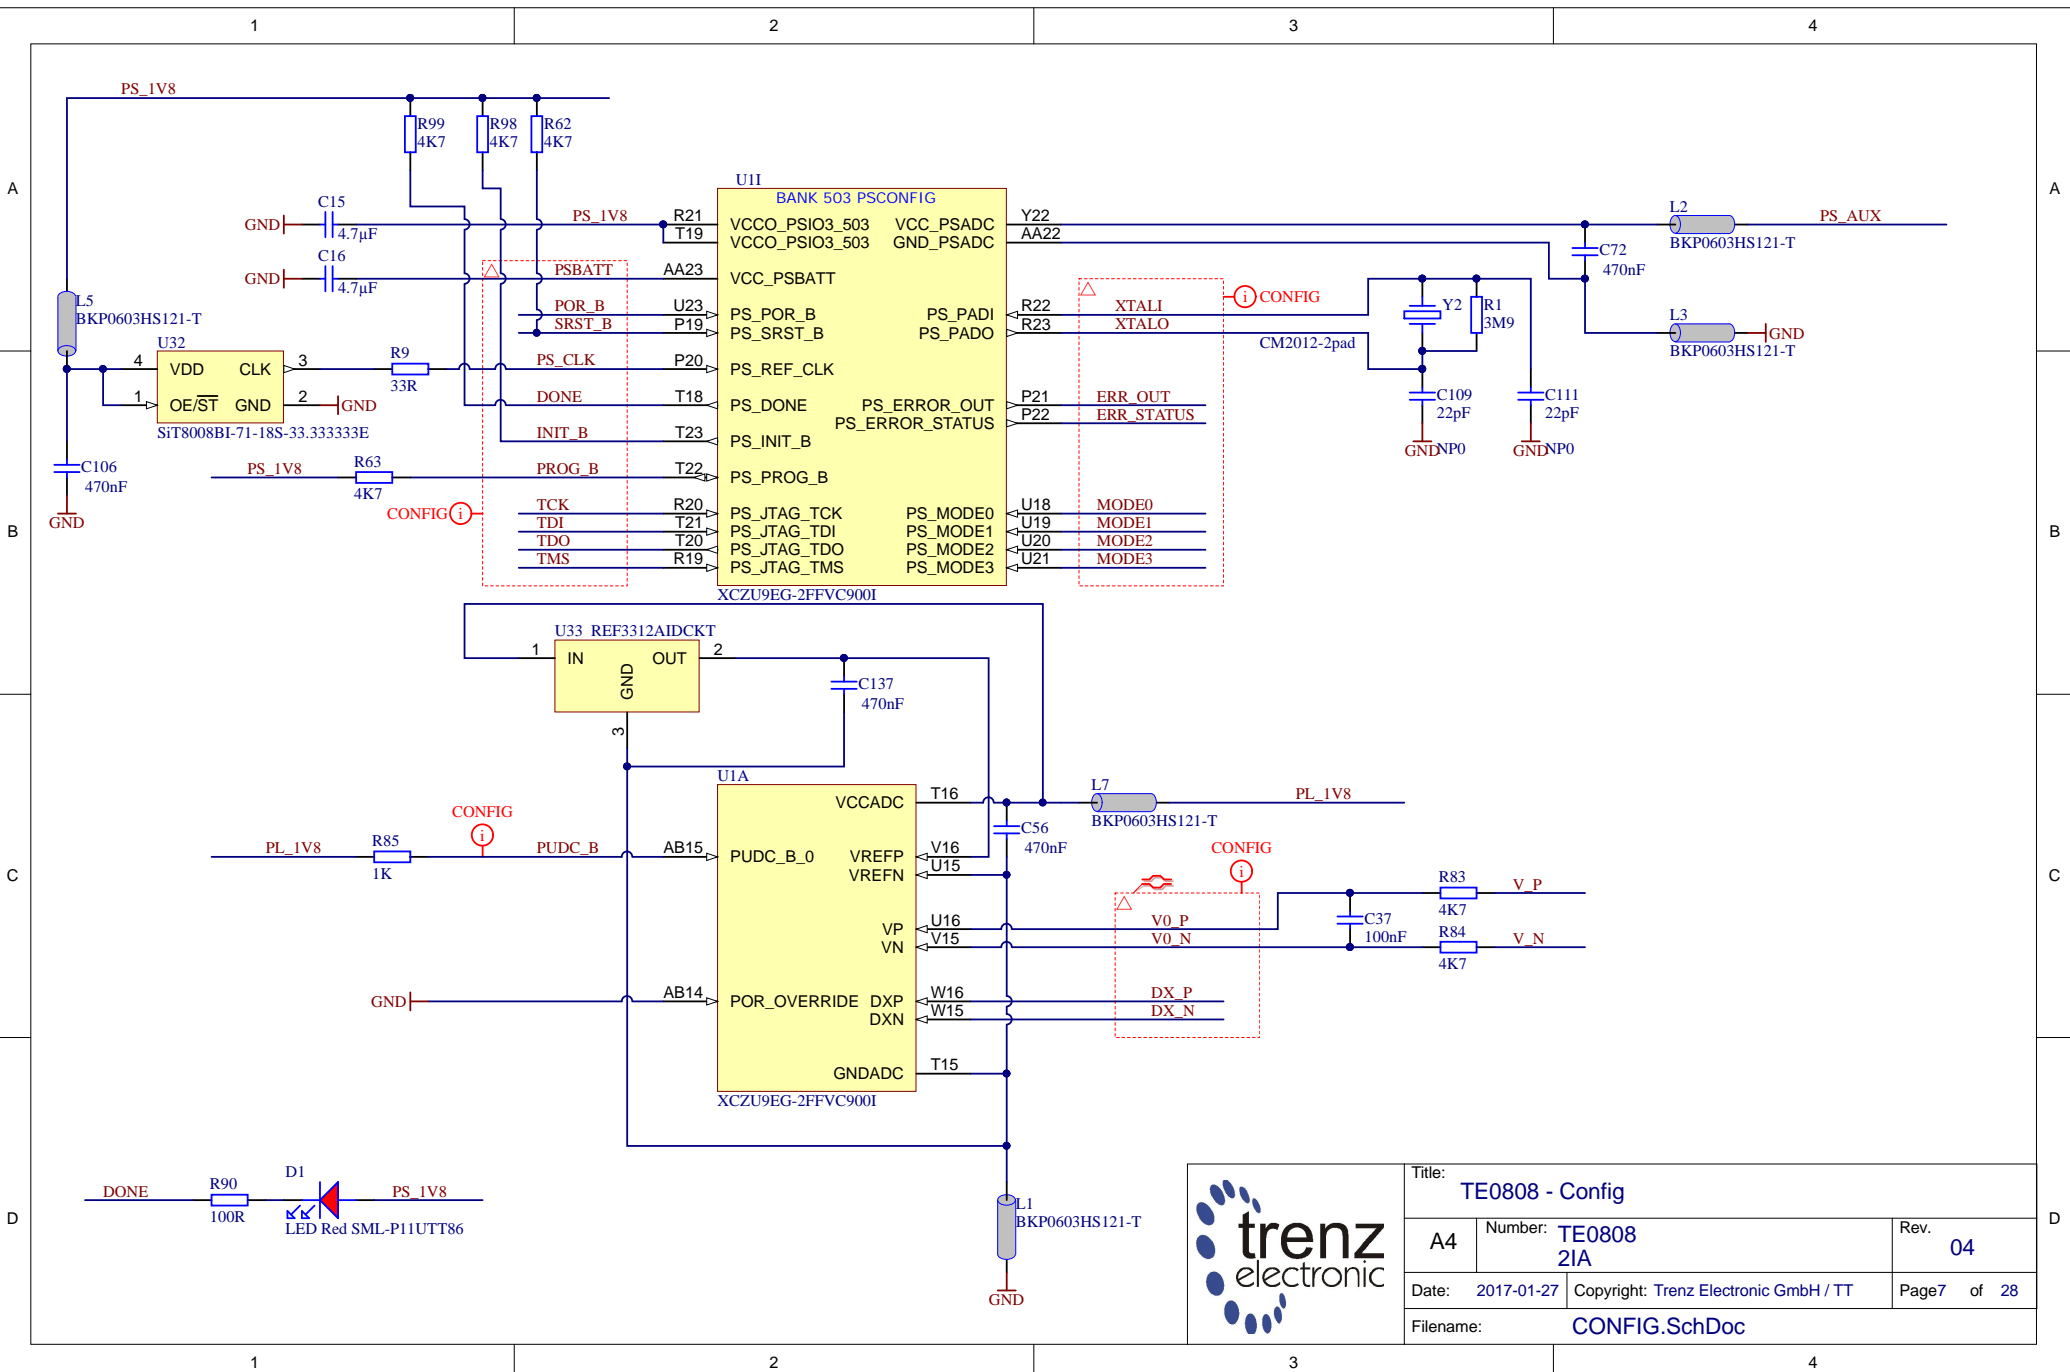 1 2 3 4
A A
B B
C C
D D
1 2 3 4
PS_1V8
R99
4K7
R98
4K7
R62
4K7
C15
GND
4.7µF
PS_1V8
C16
GND
4.7µF
PSBATT
POR_B
SRST_B
L5
BKP0603HS121-T
U32
4 VDD CLK 3
1 OE/ST GND 2
GND
SiT8008BI-71-18S-33.333333E
R9
33R
PS_CLK
DONE
INIT_B
C106
470nF
GND
PS_1V8
R63
4K7
PROG_B
CONFIG i
TCK
TDI
TDO
TMS
U1I
BANK 503 PSCONFIG
R21 VCCO_PSIO3_503 VCC_PSADC Y22
T19 VCCO_PSIO3_503 GND_PSADC AA22
AA23 VCC_PSBATT
U23 PS_POR_B PS_PADI R22
P19 PS_SRST_B PS_PADO R23
P20 PS_REF_CLK
T18 PS_DONE PS_ERROR_OUT P21
PS_ERROR_STATUS P22
T23 PS_INIT_B
T22 PS_PROG_B
R20 PS_JTAG_TCK PS_MODE0 U18
T21 PS_JTAG_TDI PS_MODE1 U19
T20 PS_JTAG_TDO PS_MODE2 U20
R19 PS_JTAG_TMS PS_MODE3 U21
XCZU9EG-2FFVC900I
i CONFIG
XTALI
XTALO
ERR_OUT
ERR_STATUS
MODE0
MODE1
MODE2
MODE3
CM2012-2pad
Y2
R1
3M9
C109
22pF
GND NP0
C111
22pF
GND NP0
L2
BKP0603HS121-T
PS_AUX
C72
470nF
L3
BKP0603HS121-T
GND
U33 REF3312AIDCKT
1 IN OUT 2
GND
3
C137
470nF
U1A
VCCADC T16
AB15 PUDC_B_0 VREFP V16
VREFN U15
VP U16
VN V15
AB14 POR_OVERRIDE DXP W16
DXN W15
GNDADC T15
XCZU9EG-2FFVC900I
CONFIG
i
PL_1V8
R85
1K
PUDC_B
GND
L7
BKP0603HS121-T
PL_1V8
C56
470nF
CONFIG
i
V0_P
V0_N
DX_P
DX_N
C37
100nF
R83
4K7
V_P
R84
4K7
V_N
L1
BKP0603HS121-T
GND
DONE
R90
100R
D1
PS_1V8
LED Red SML-P11UTT86
trenz
electronic
Title:
TE0808 - Config
A4
Number: TE0808
2IA
Rev.
04
Date: 2017-01-27
Copyright: Trenz Electronic GmbH / TT
Page7 of 28
Filename: CONFIG.SchDoc